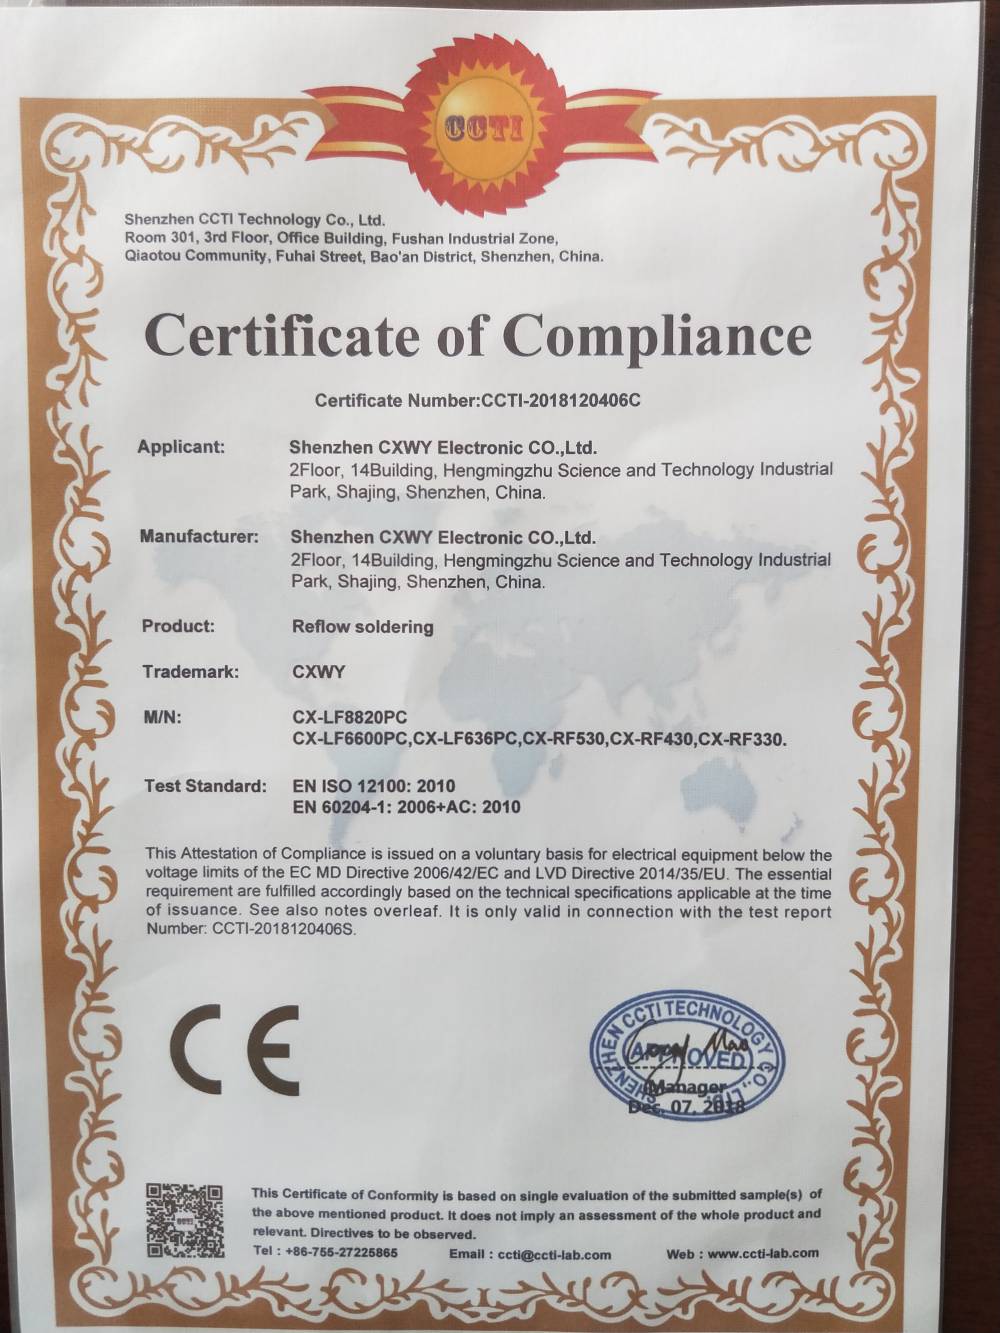 CCTI
Shenzhen CCTI Technology Co., Ltd.
Room 301, 3rd Floor, Office Building, Fushan Industrial Zone,
Qiaotou Community, Fuhai Street, Bao'an District, Shenzhen, China.
Certificate of Compliance
Certificate Number:CCTI-2018120406C
Applicant: Shenzhen CXWY Electronic CO.,Ltd.
2Floor, 14Building, Hengmingzhu Science and Technology Industrial
Park, Shajing, Shenzhen, China.
Manufacturer: Shenzhen CXWY Electronic CO.,Ltd.
2Floor, 14Building, Hengmingzhu Science and Technology Industrial
Park, Shajing, Shenzhen, China.
Product: Reflow soldering
Trademark: CXWY
M/N: CX-LF8820PC
CX-LF6600PC,CX-LF636PC,CX-RF530,CX-RF430,CX-RF330.
Test Standard: EN ISO 12100: 2010
EN 60204-1: 2006+AC: 2010
This Attestation of Compliance is issued on a voluntary basis for electrical equipment below the
voltage limits of the EC MD Directive 2006/42/EC and LVD Directive 2014/35/EU. The essential
requirement are fulfilled accordingly based on the technical specifications applicable at the time
of issuance. See also notes overleaf. It is only valid in connection with the test report
Number: CCTI-2018120406S.
CE
SHENZHEN CCTI TECHNOLOGY CO., LTD.
APPROVED
Manager
Dec. 07, 2018
CCTI
This Certificate of Conformity is based on single evaluation of the submitted sample(s) of
the above mentioned product. It does not imply an assessment of the whole product and
relevant. Directives to be observed.
Tel : +86-755-27225865 Email : ccti@ccti-lab.com Web : www.ccti-lab.com